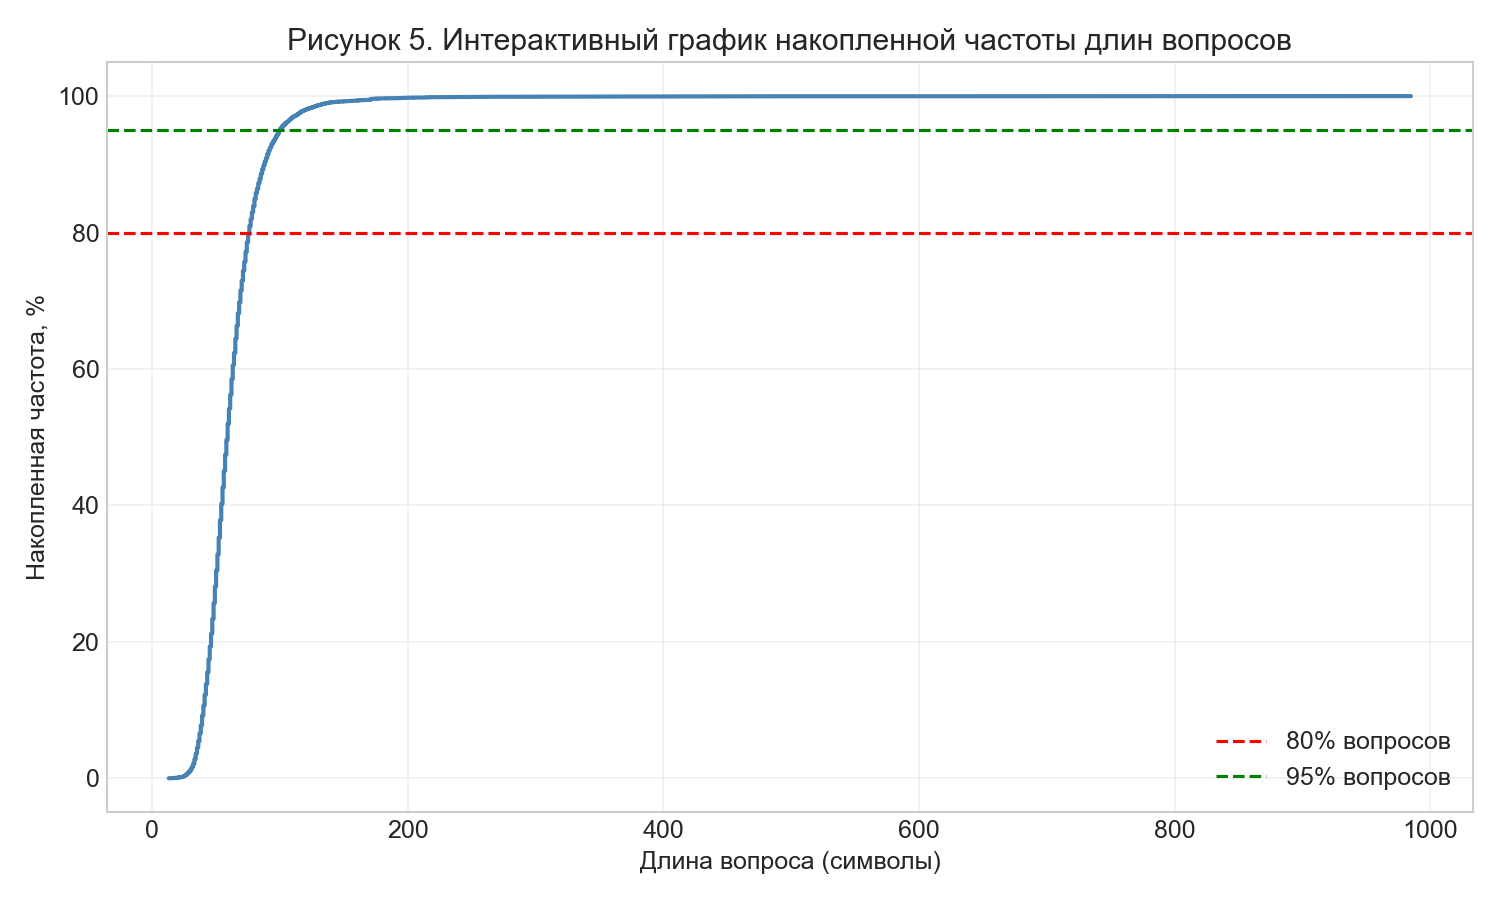 Рисунок 5. Интерактивный график накопленной частоты длин вопросов
Накопленная частота, %
100
80
60
40
20
0
0 200 400 600 800 1000
Длина вопроса (символы)
80% вопросов
95% вопросов